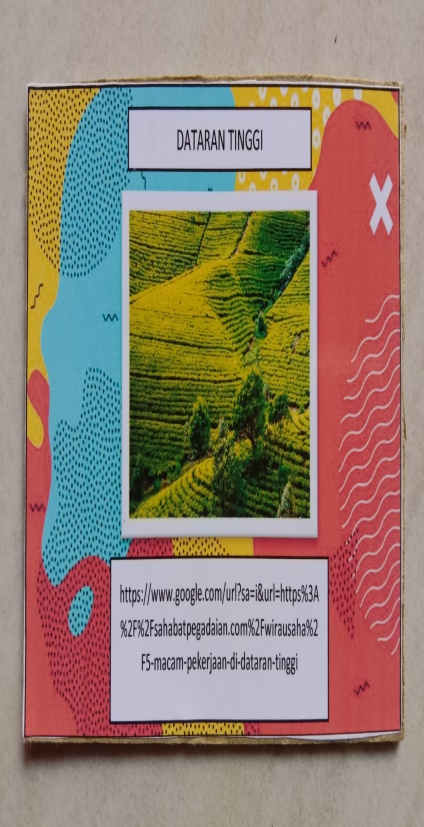 DATARAN TINGGI
https://www.google.com/url?sa=i&url=https%3A
%2F%2Fsahabatpegadaian.com%2Fwirausaha%2
F5-macam-pekerjaan-di-dataran-tinggi